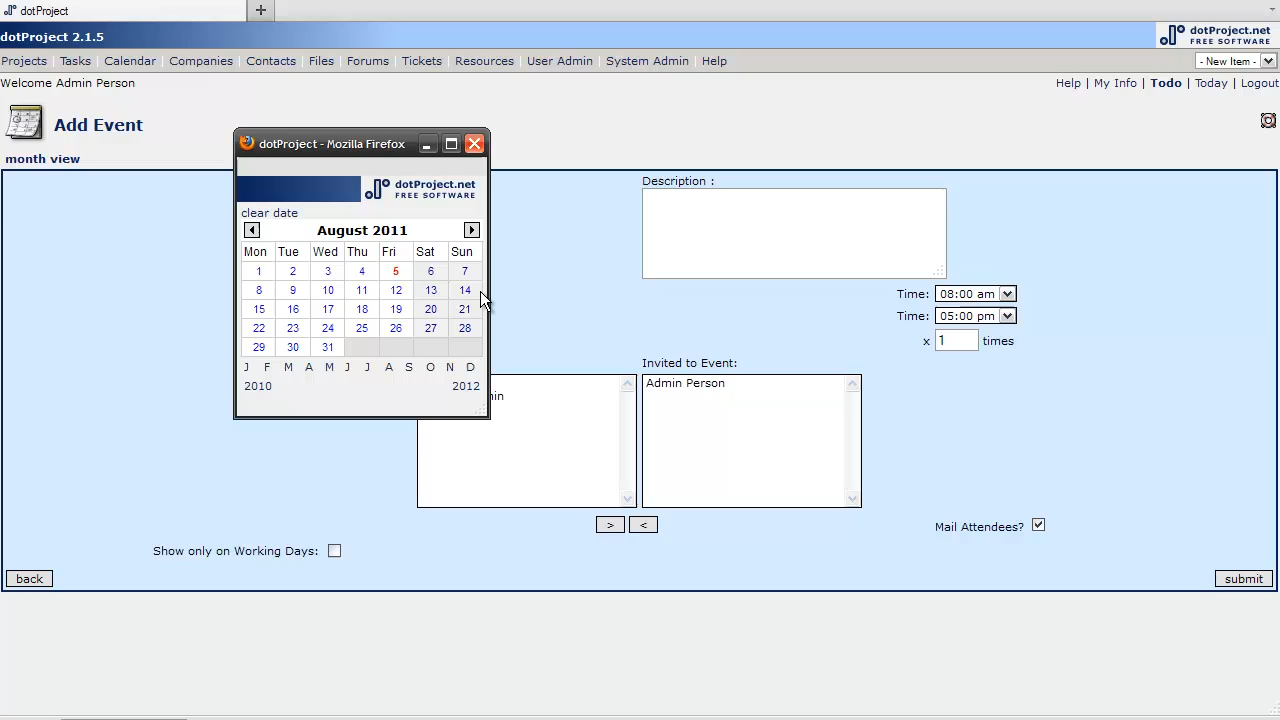 dotProject
+
dotProject 2.1.5
dotProject.net
FREE SOFTWARE
Projects Tasks Calendar Companies Contacts Files Forums Tickets Resources User Admin System Admin Help
- New Item -
Welcome Admin Person
Help | My Info | Todo | Today | Logout
Add Event
month view
dotProject - Mozilla Firefox
dotProject.net
FREE SOFTWARE
clear date
August 2011
Mon Tue Wed Thu Fri Sat Sun
1 2 3 4 5 6 7
8 9 10 11 12 13 14
15 16 17 18 19 20 21
22 23 24 25 26 27 28
29 30 31
J F M A M J J A S O N D
2010 2012
Description :
Time: 08:00 am
Time: 05:00 pm
x 1 times
Invited to Event:
Admin Person
> <
Mail Attendees?
Show only on Working Days:
back
submit